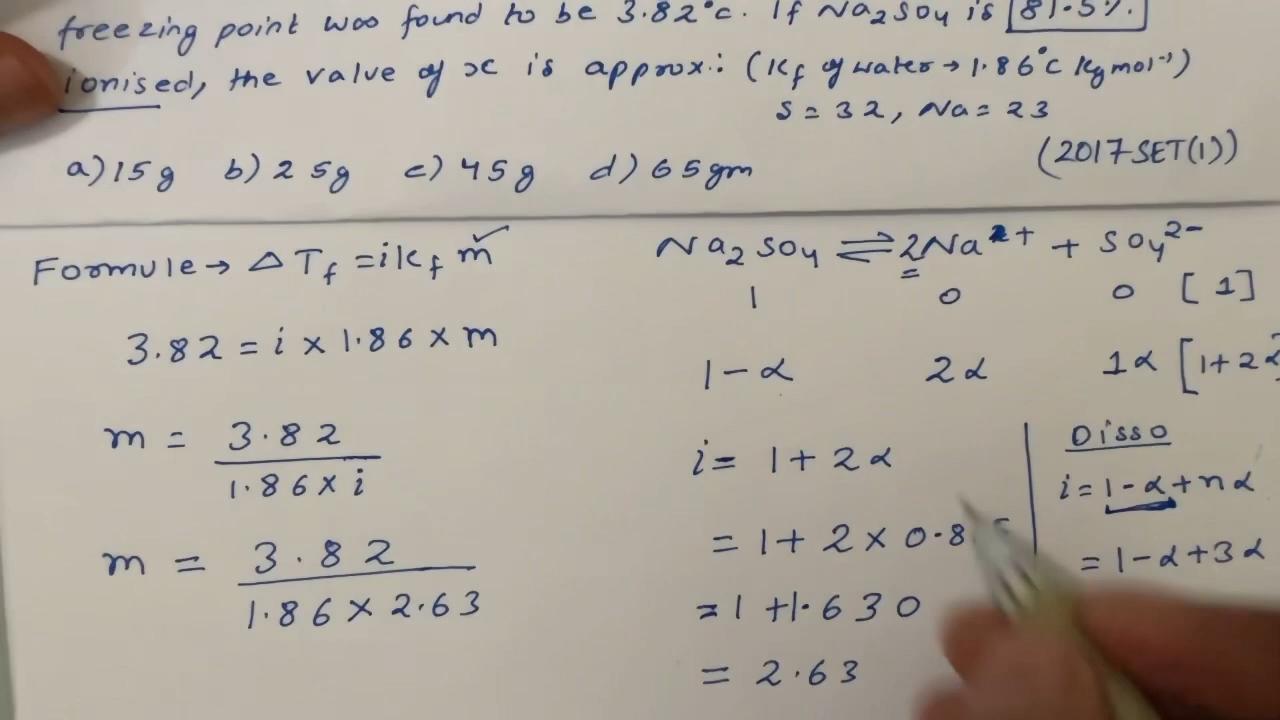 freezing point was found to be 3.82°c. If Na2SO4 is 81.5%.
ionised, the value of x is approx: (Kf of water → 1.86°C Kg mol⁻¹)
S = 32, Na = 23
(2017 SET(1))
a) 15g b) 25g c) 45g d) 65gm
Formule → ΔTf = iKf m
3.82 = i × 1.86 × m
m = 3.82 / 1.86 × i
m = 3.82 / 1.86 × 2.63
Na2SO4 ⇌ 2Na2+ + SO4²⁻
1 0 0 [1]
1-α 2α 1α [1+2α]
i = 1+2α
= 1+2×0.8
= 1+1.630
= 2.63
Disso
i = 1-α+nα
= 1-α+3α